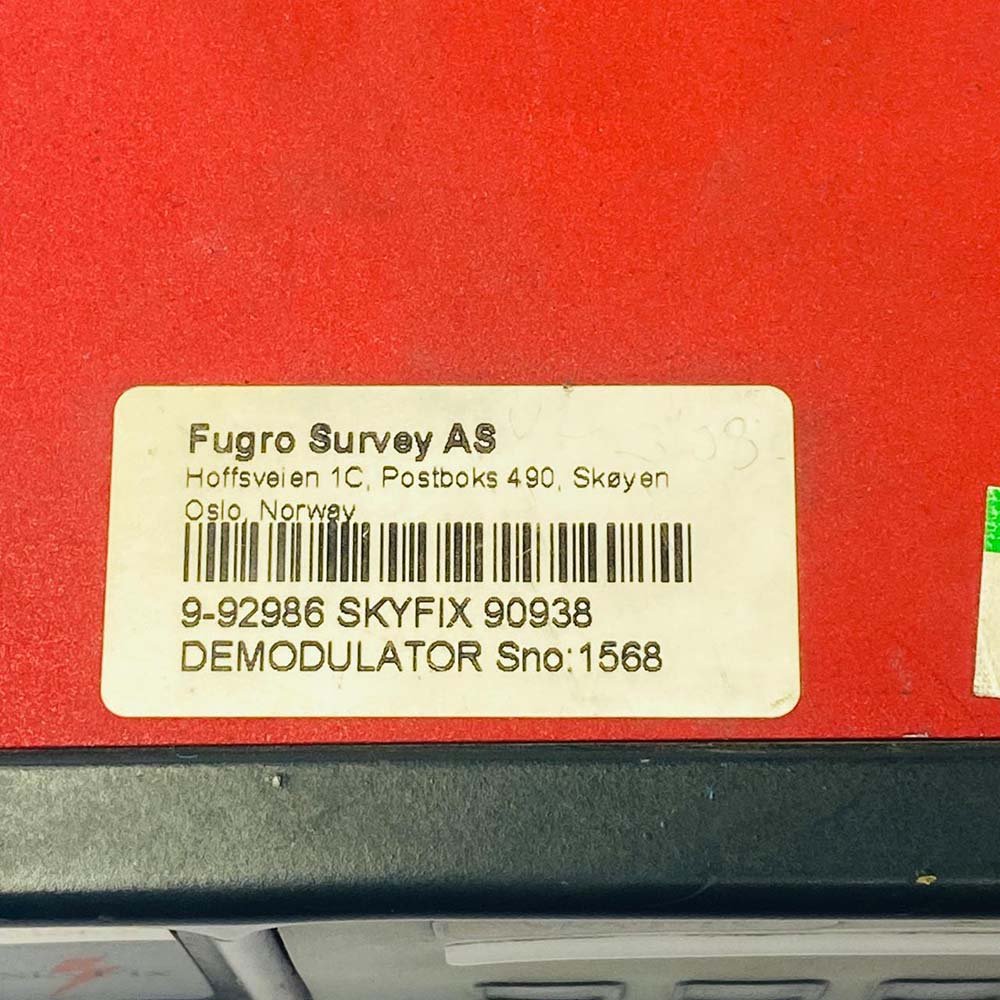 Fugro Survey AS
Hoffsveien 1C, Postboks 490, Skøyen
Oslo, Norway
9-92986 SKYFIX 90938
DEMODULATOR Sno:1568